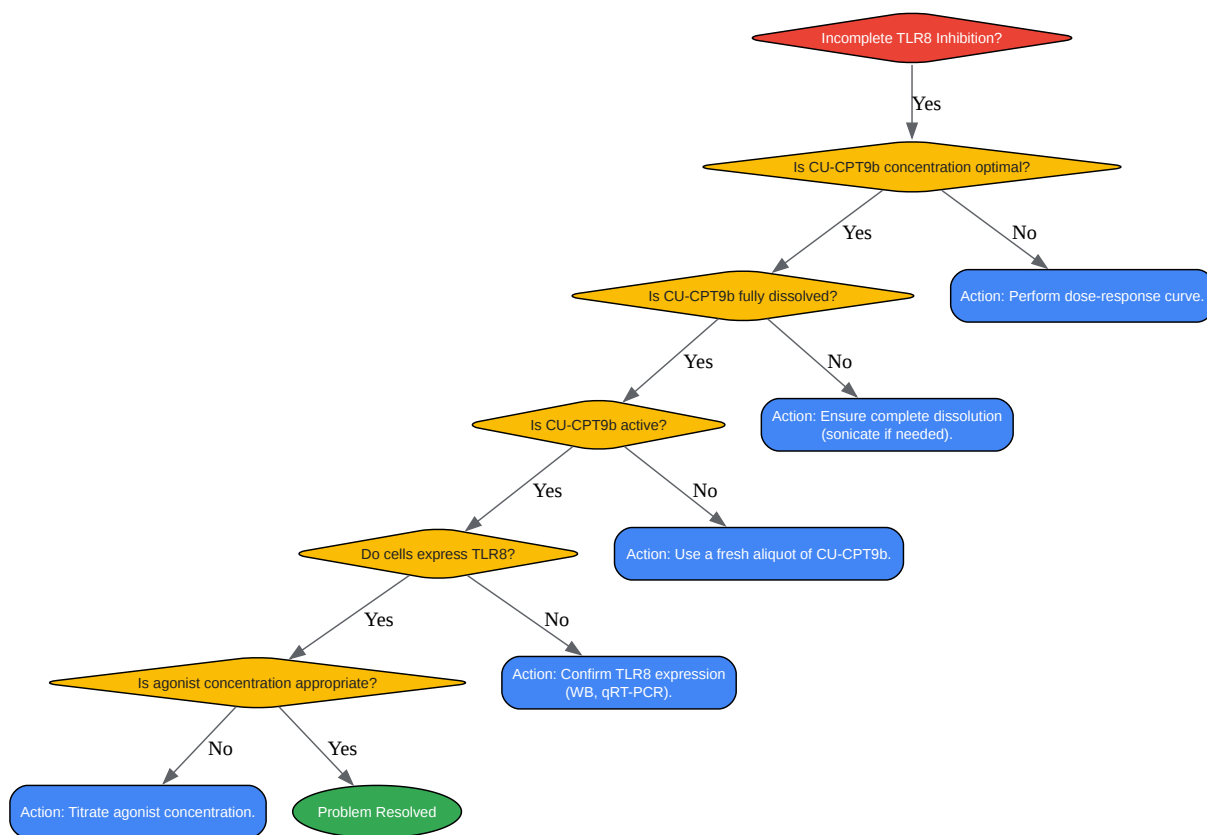 Incomplete TLR8 Inhibition?
Yes
Is CU-CPT9b concentration optimal?
Yes
No
Is CU-CPT9b fully dissolved?
Action: Perform dose-response curve.
Yes
No
Is CU-CPT9b active?
Action: Ensure complete dissolution
(sonicate if needed).
Yes
No
Do cells express TLR8?
Action: Use a fresh aliquot of CU-CPT9b.
Yes
No
Is agonist concentration appropriate?
Action: Confirm TLR8 expression
(WB, qRT-PCR).
No
Yes
Action: Titrate agonist concentration.
Problem Resolved